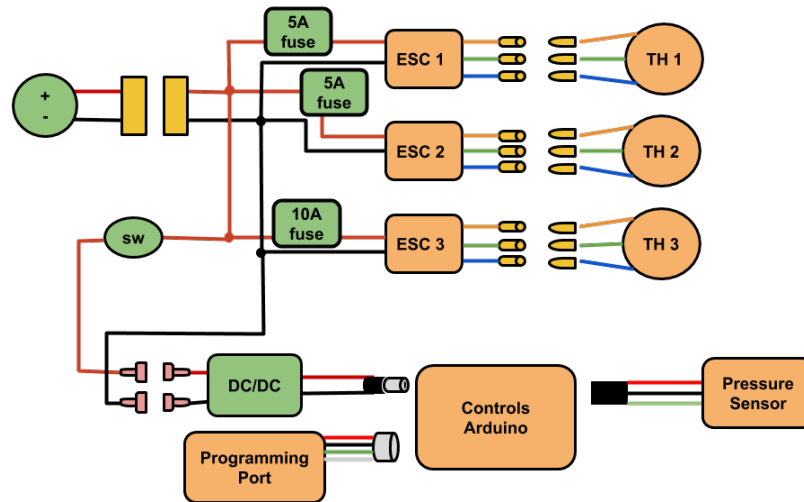 5A
fuse
ESC 1
TH 1
+
-
5A
fuse
ESC 2
TH 2
10A
fuse
sw
ESC 3
TH 3
DC/DC
Controls
Arduino
Pressure
Sensor
Programming
Port